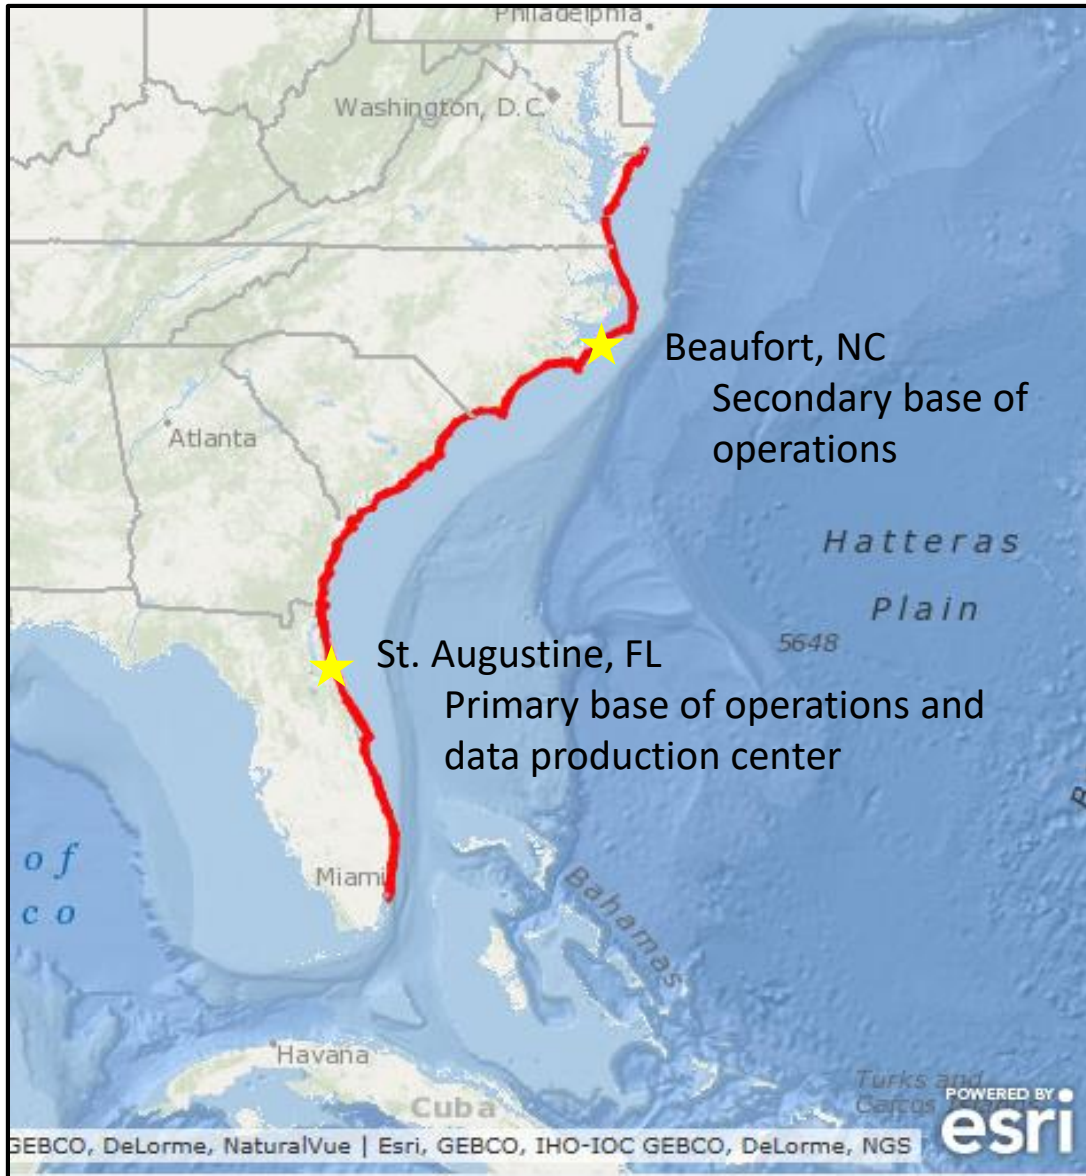 Philadelphia
Washington, D.C.
Beaufort, NC
Secondary base of
operations
Atlanta
Hatteras
Plain
5648
St. Augustine, FL
Primary base of operations and
data production center
of
co
Miami
Bahamas
Havana
Cuba
Turks and
POWERED BY
esri
GEBCO, DeLorme, NaturalVue | Esri, GEBCO, IHO-IOC GEBCO, DeLorme, NGS